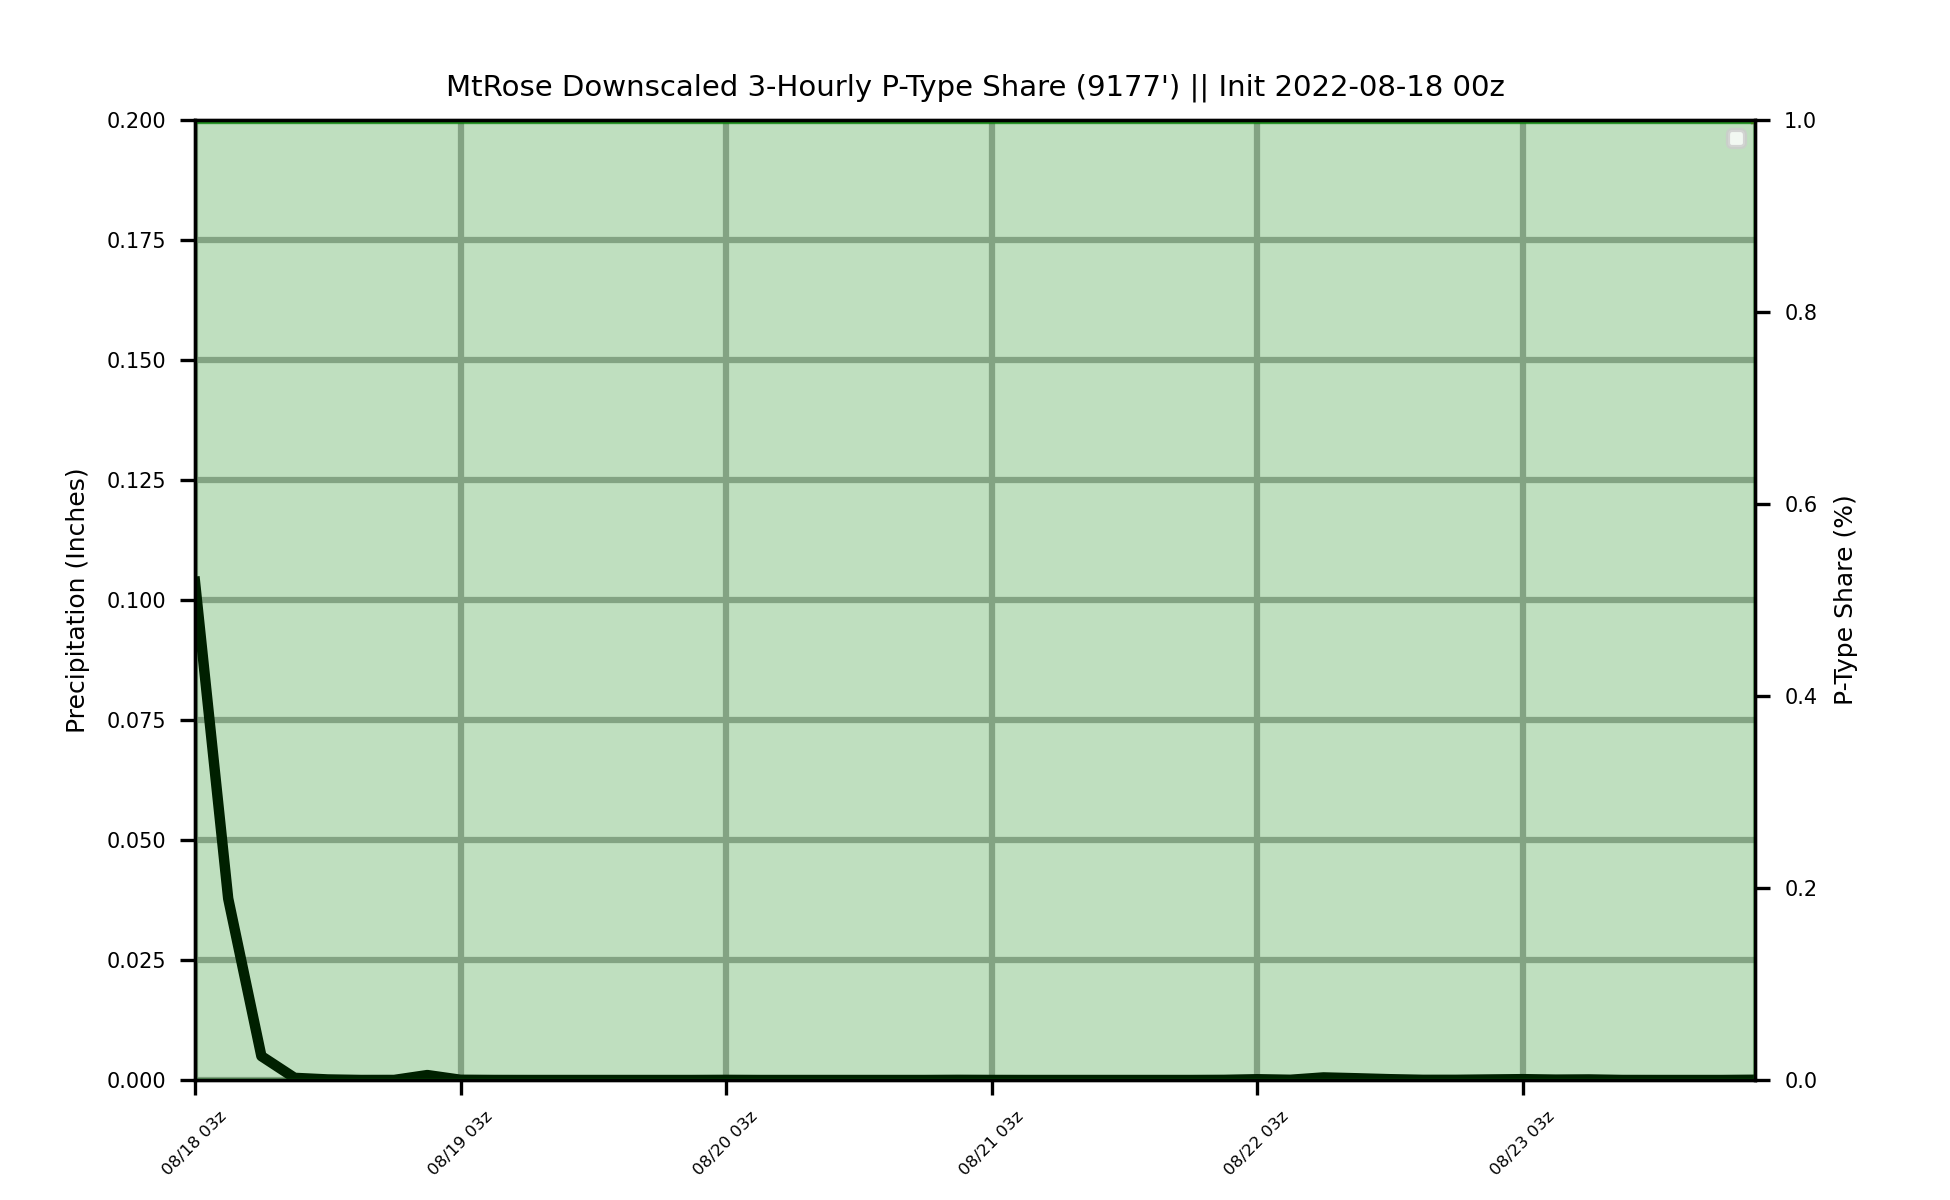 MtRose Downscaled 3-Hourly P-Type Share (9177') || Init 2022-08-18 00z
0.200
0.175
0.150
0.125
0.100
0.075
0.050
0.025
0.000
Precipitation (Inches)
1.0
0.8
0.6
0.4
0.2
0.0
P-Type Share (%)
08/18 03z
08/19 03z
08/20 03z
08/21 03z
08/22 03z
08/23 03z